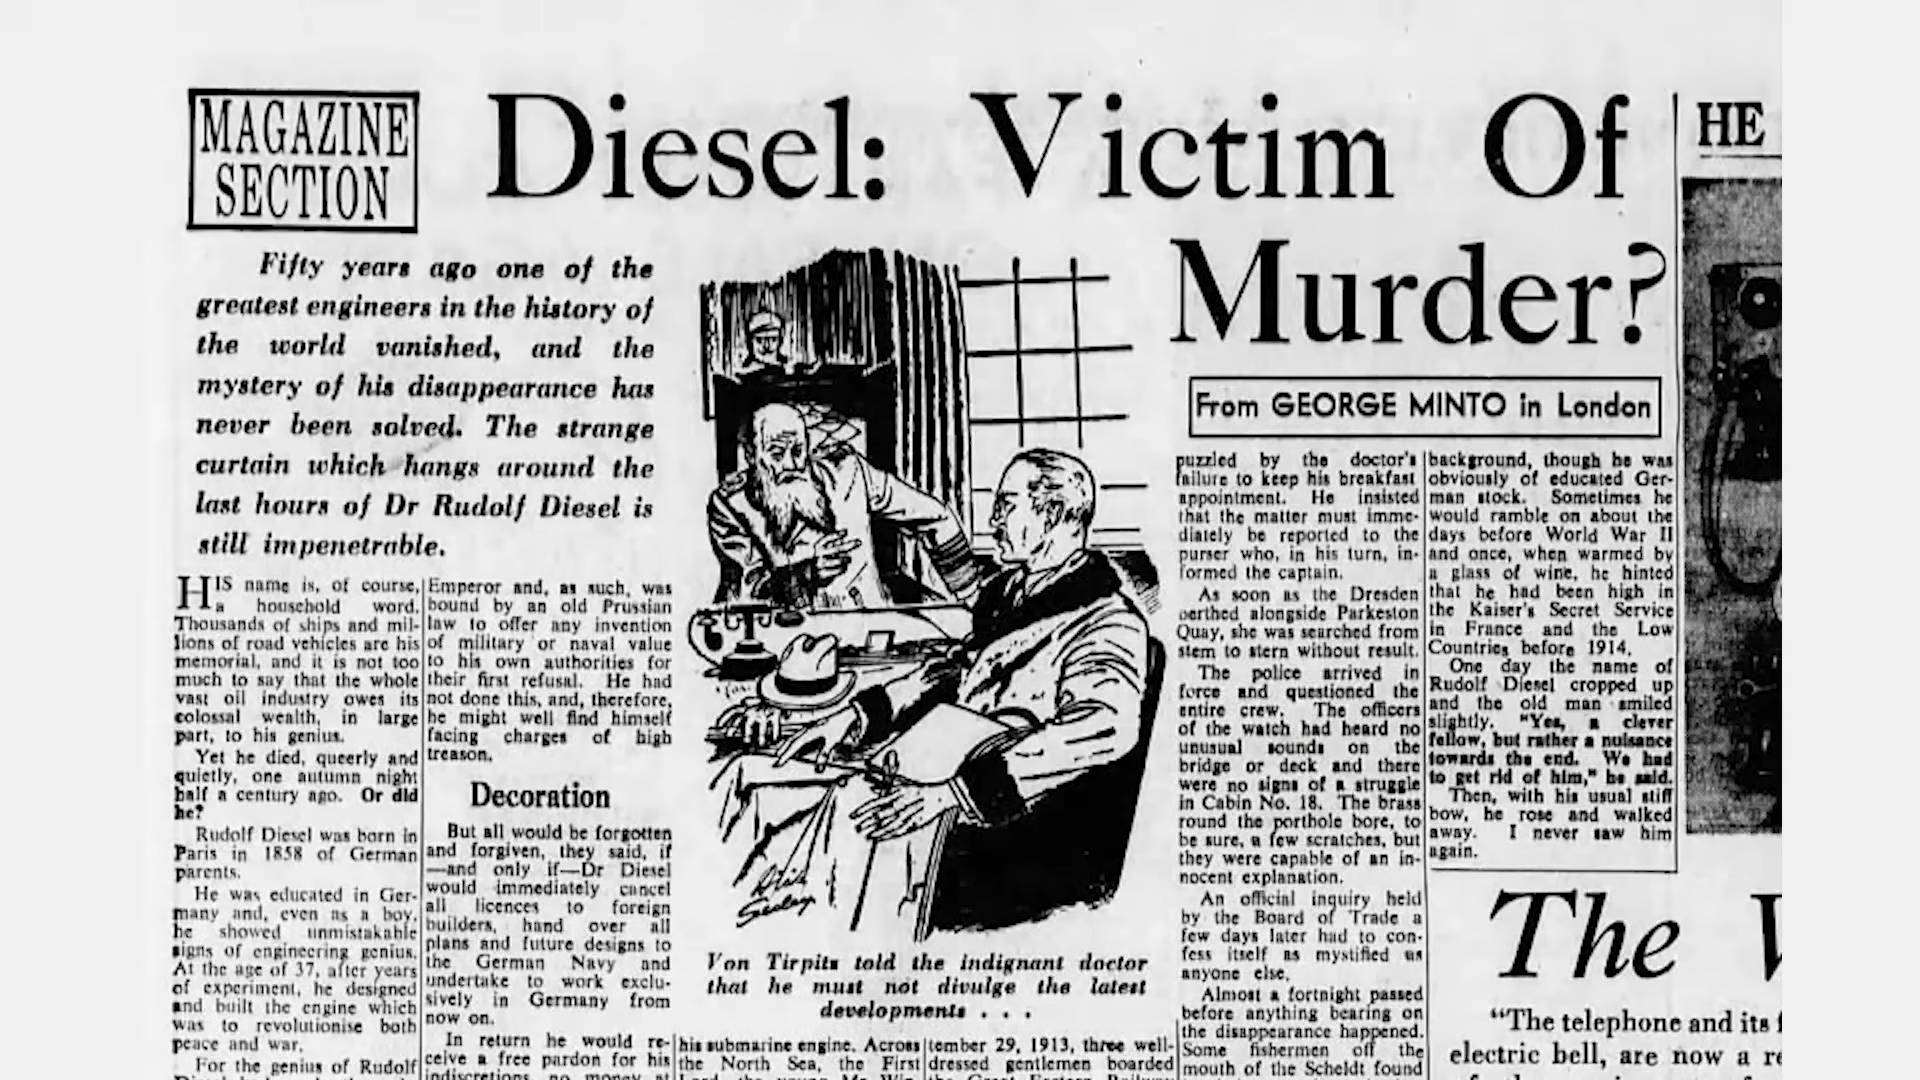 MAGAZINE
SECTION
Diesel: Victim Of
Murder?
From GEORGE MINTO in London
Fifty years ago one of the
greatest engineers in the history of
the world vanished, and the
mystery of his disappearance has
never been solved. The strange
curtain which hangs around the
last hours of Dr Rudolf Diesel is
still impenetrable.
HIS name is, of course,
a household word.
Thousands of ships and mil-
lions of road vehicles are his
memorial, and it is not too
much to say that the whole
vast oil industry owes its
colossal wealth, in large
part, to his genius.
Yet he died, queerly and
quietly, one autumn night
half a century ago. Or did
he?
Rudolf Diesel was born in
Paris in 1858 of German
parents.
He was educated in Ger-
many and, even as a boy,
he showed unmistakable
signs of engineering genius.
At the age of 37, after years
of experiment, he designed
and built the engine which
was to revolutionise both
peace and war.
For the genius of Rudolf
Emperor and, as such, was
bound by an old Prussian
law to offer any invention
of military or naval value
to his own authorities for
their first refusal. He had
not done this, and, therefore,
he might well find himself
facing charges of high
treason.
Decoration
But all would be forgotten
and forgiven, they said, if
—and only if—Dr Diesel
would immediately cancel
all licences to foreign
builders, hand over all
plans and future designs to
the German Navy and
undertake to work exclu-
sively in Germany from
now on.
In return he would re-
ceive a free pardon for his
indiscretions, no money at
Von Tirpitz told the indignant doctor
that he must not divulge the latest
developments . . .
his submarine engine. Across
the North Sea, the First
tember 29, 1913, three well-
dressed gentlemen boarded
puzzled by the doctor's
failure to keep his breakfast
appointment. He insisted
that the matter must imme-
diately be reported to the
purser who, in his turn, in-
formed the captain.
As soon as the Dresden
berthed alongside Parkeston
Quay, she was searched from
stem to stern without result.
The police arrived in
force and questioned the
entire crew. The officers
of the watch had heard no
unusual sounds on the
bridge or deck and there
were no signs of a struggle
in Cabin No. 18. The brass
round the porthole bore, to
be sure, a few scratches, but
they were capable of an in-
nocent explanation.
An official inquiry held
by the Board of Trade a
few days later had to con-
fess itself as mystified as
anyone else.
Almost a fortnight passed
before anything bearing on
the disappearance happened.
Some fishermen off the
mouth of the Scheldt found
background, though he was
obviously of educated Ger-
man stock. Sometimes he
would ramble on about the
days before World War II
and once, when warmed by
a glass of wine, he hinted
that he had been high in
the Kaiser's Secret Service
in France and the Low
Countries before 1914.
One day the name of
Rudolf Diesel cropped up
and the old man smiled
slightly. "Yes, a clever
fellow, but rather a nuisance
towards the end. We had
to get rid of him," he said.
Then, with his usual stiff
bow, he rose and walked
away. I never saw him
again.
HE
The
"The telephone and its
electric bell, are now a